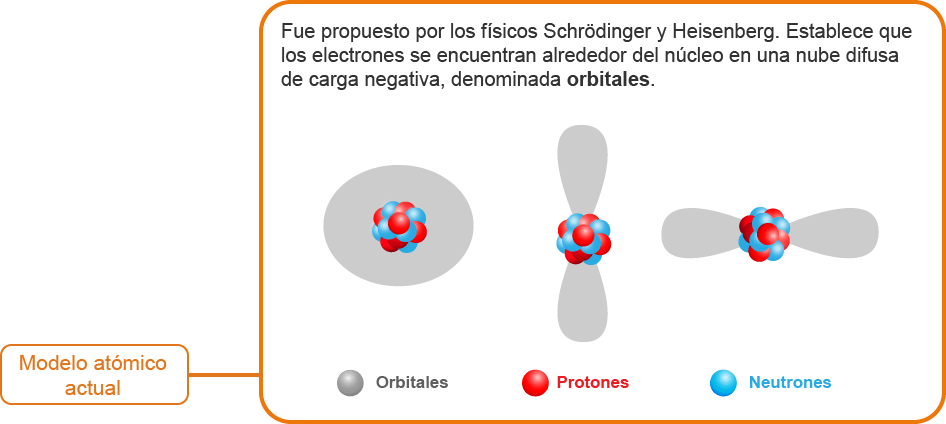 Fue propuesto por los físicos Schrödinger y Heisenberg. Establece que
los electrones se encuentran alrededor del núcleo en una nube difusa
de carga negativa, denominada orbitales.
Modelo atómico
actual
Orbitales
Protones
Neutrones